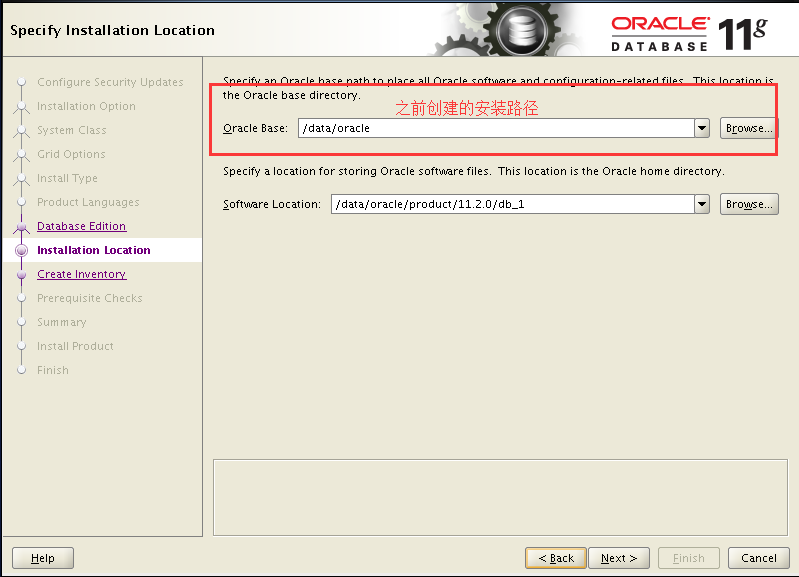 Specify Installation Location
ORACLE
DATABASE
11g
Configure Security Updates
Installation Option
System Class
Grid Options
Install Type
Product Languages
Database Edition
Installation Location
Create Inventory
Prerequisite Checks
Summary
Install Product
Finish
Specify an Oracle base path to place all Oracle software and configuration-related files. This location is
the Oracle base directory.
之前创建的安装路径
Oracle Base: /data/oracle Browse...
Specify a location for storing Oracle software files. This location is the Oracle home directory.
Software Location: /data/oracle/product/11.2.0/db_1 Browse...
Help < Back Next > Finish Cancel